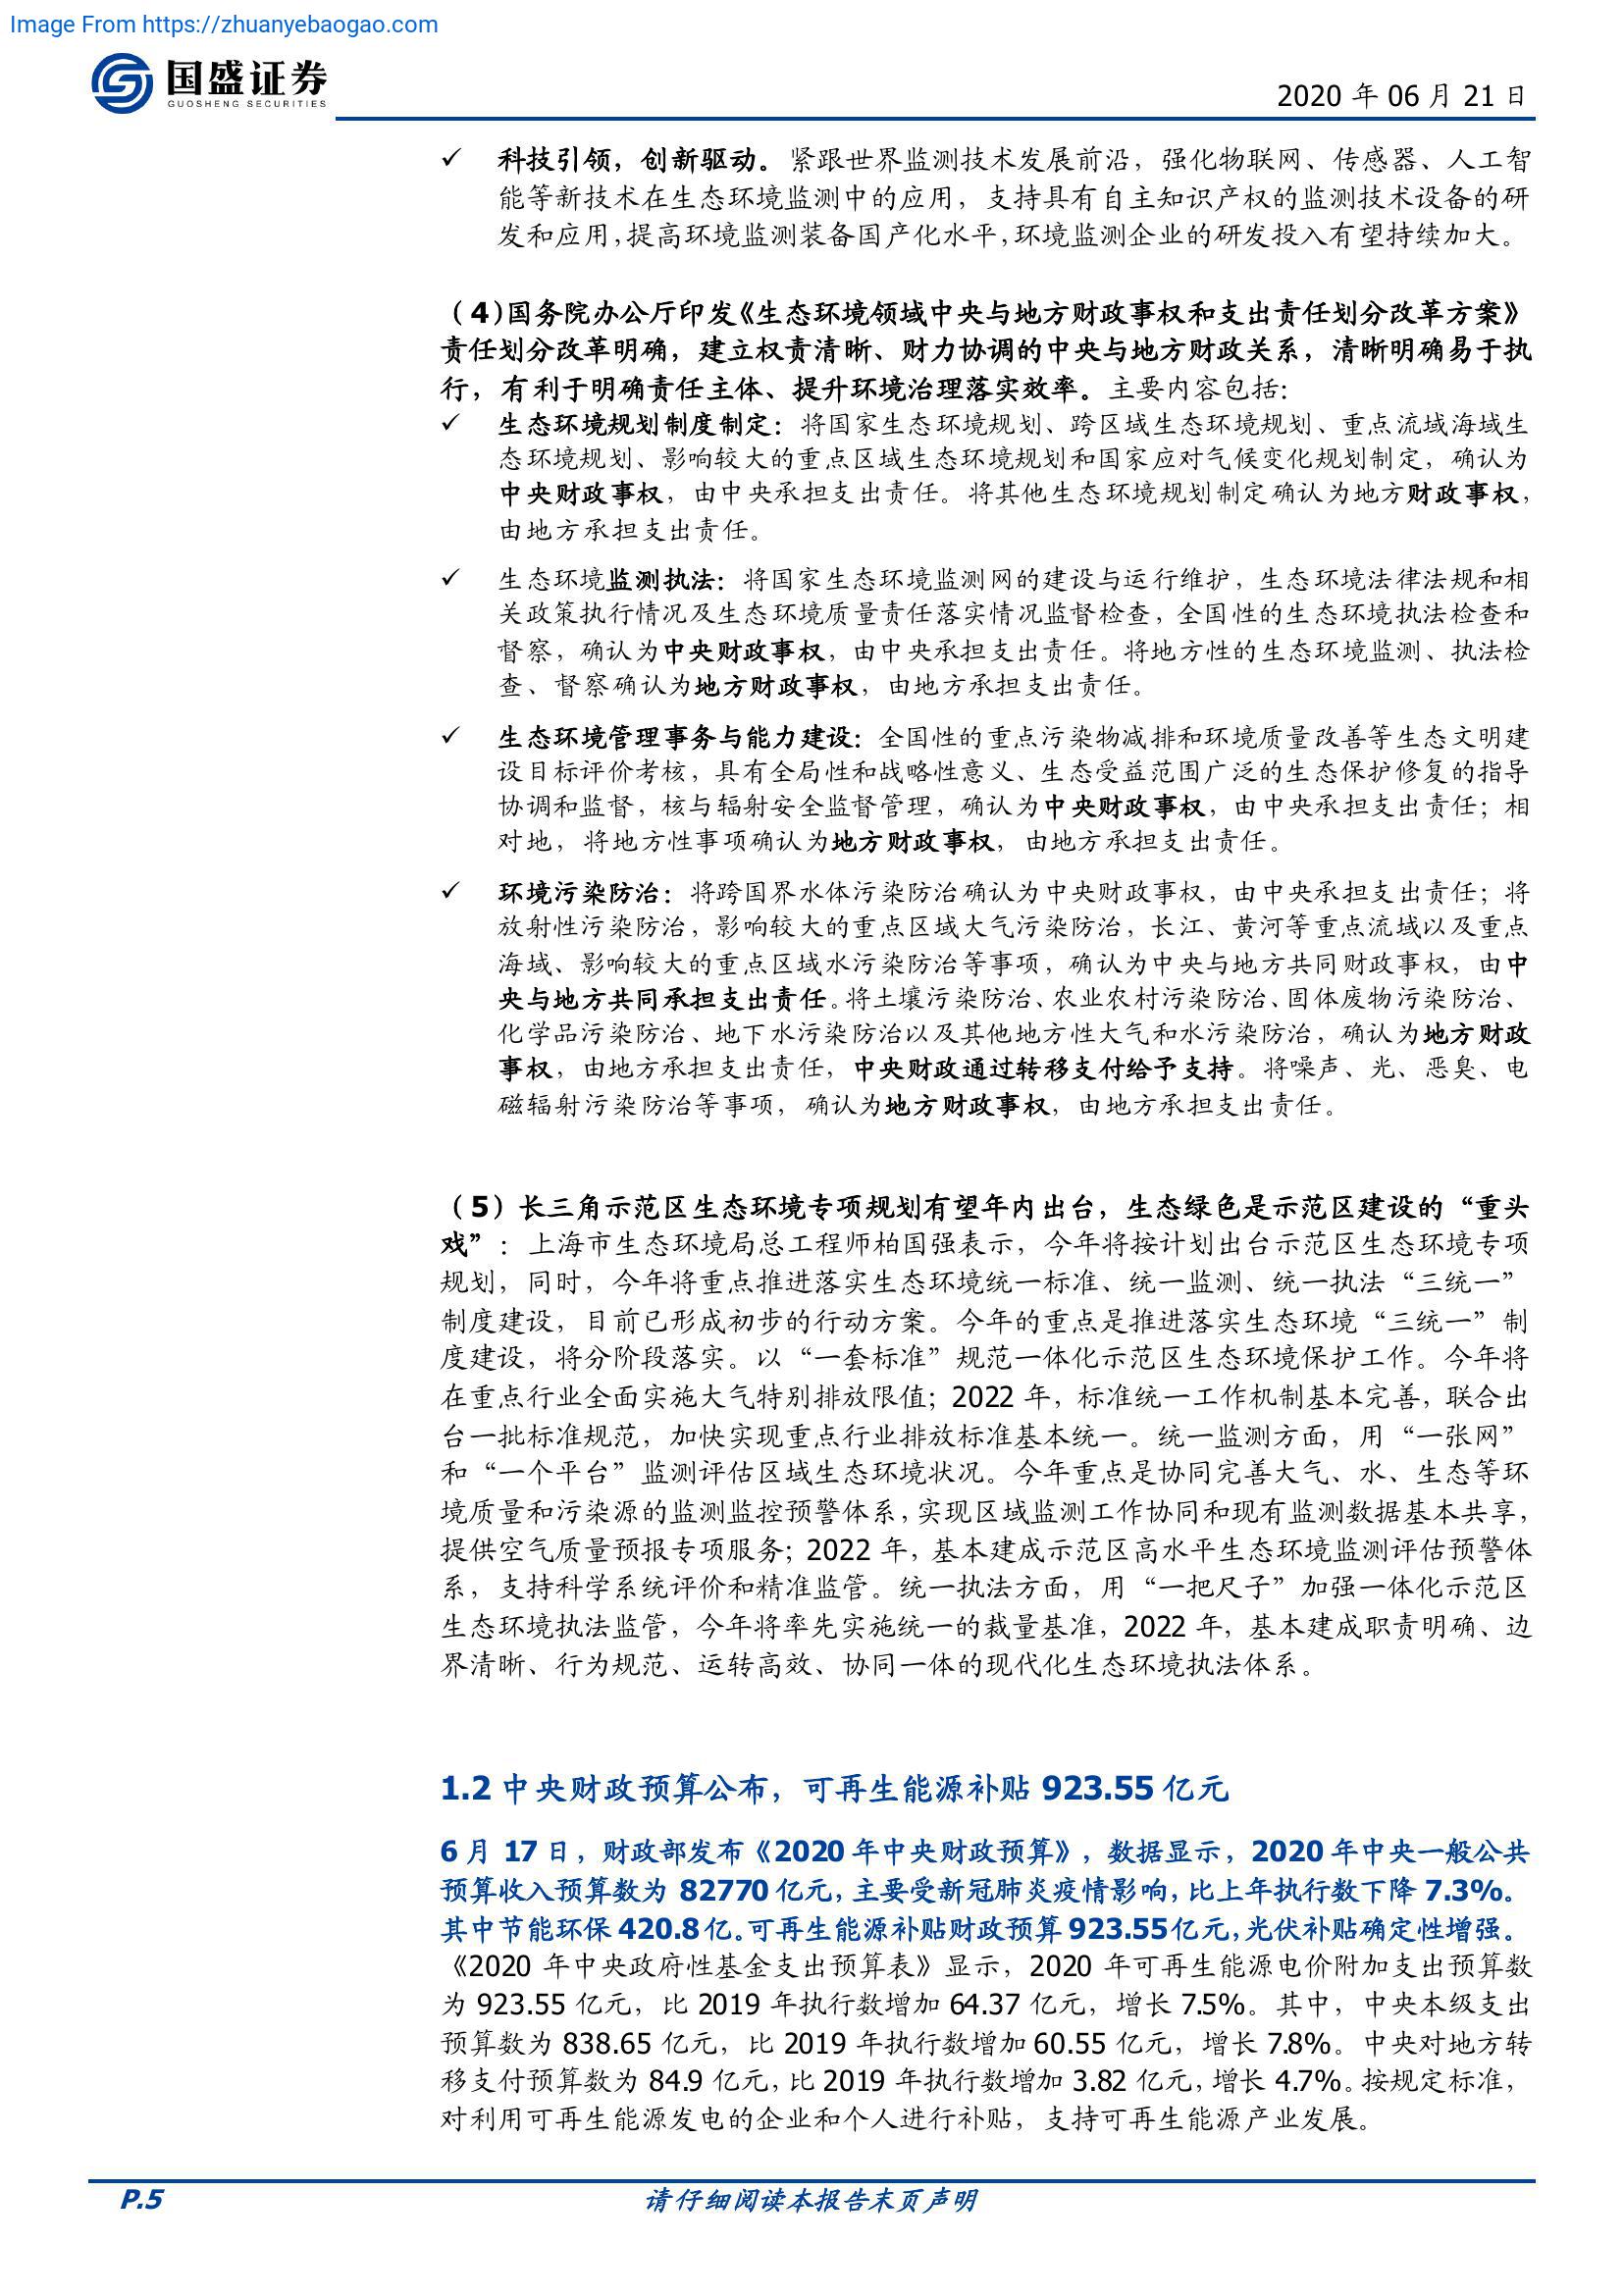 Image From https://zhuanyebaogao.com
国盛证券
GUOSHENG SECURITIES
2020 年 06 月 21 日
✓ 科技引领，创新驱动。紧跟世界监测技术发展前沿，强化物联网、传感器、人工智
能等新技术在生态环境监测中的应用，支持具有自主知识产权的监测技术设备的研
发和应用，提高环境监测装备国产化水平，环境监测企业的研发投入有望持续加大。
（4）国务院办公厅印发《生态环境领域中央与地方财政事权和支出责任划分改革方案》
责任划分改革明确，建立权责清晰、财力协调的中央与地方财政关系，清晰明确易于执
行，有利于明确责任主体、提升环境治理落实效率。主要内容包括：
✓ 生态环境规划制度制定：将国家生态环境规划、跨区域生态环境规划、重点流域海域生
态环境规划、影响较大的重点区域生态环境规划和国家应对气候变化规划制定，确认为
中央财政事权，由中央承担支出责任。将其他生态环境规划制定确认为地方财政事权，
由地方承担支出责任。
✓ 生态环境监测执法：将国家生态环境监测网的建设与运行维护，生态环境法律法规和相
关政策执行情况及生态环境质量责任落实情况监督检查，全国性的生态环境执法检查和
督察，确认为中央财政事权，由中央承担支出责任。将地方性的生态环境监测、执法检
查、督察确认为地方财政事权，由地方承担支出责任。
✓ 生态环境管理事务与能力建设：全国性的重点污染物减排和环境质量改善等生态文明建
设目标评价考核，具有全局性和战略性意义、生态受益范围广泛的生态保护修复的指导
协调和监督，核与辐射安全监督管理，确认为中央财政事权，由中央承担支出责任；相
对地，将地方性事项确认为地方财政事权，由地方承担支出责任。
✓ 环境污染防治：将跨国界水体污染防治确认为中央财政事权，由中央承担支出责任；将
放射性污染防治，影响较大的重点区域大气污染防治，长江、黄河等重点流域以及重点
海域、影响较大的重点区域水污染防治等事项，确认为中央与地方共同财政事权，由中
央与地方共同承担支出责任。将土壤污染防治、农业农村污染防治、固体废物污染防治、
化学品污染防治、地下水污染防治以及其他地方性大气和水污染防治，确认为地方财政
事权，由地方承担支出责任，中央财政通过转移支付给予支持。将噪声、光、恶臭、电
磁辐射污染防治等事项，确认为地方财政事权，由地方承担支出责任。
（5）长三角示范区生态环境专项规划有望年内出台，生态绿色是示范区建设的“重头
戏”：上海市生态环境局总工程师柏国强表示，今年将按计划出台示范区生态环境专项
规划，同时，今年将重点推进落实生态环境统一标准、统一监测、统一执法“三统一”
制度建设，目前已形成初步的行动方案。今年的重点是推进落实生态环境“三统一”制
度建设，将分阶段落实。以“一套标准”规范一体化示范区生态环境保护工作。今年将
在重点行业全面实施大气特别排放限值；2022 年，标准统一工作机制基本完善，联合出
台一批标准规范，加快实现重点行业排放标准基本统一。统一监测方面，用“一张网”
和“一个平台”监测评估区域生态环境状况。今年重点是协同完善大气、水、生态等环
境质量和污染源的监测监控预警体系，实现区域监测工作协同和现有监测数据基本共享，
提供空气质量预报专项服务；2022 年，基本建成示范区高水平生态环境监测评估预警体
系，支持科学系统评价和精准监管。统一执法方面，用“一把尺子”加强一体化示范区
生态环境执法监管，今年将率先实施统一的裁量基准，2022 年，基本建成职责明确、边
界清晰、行为规范、运转高效、协同一体的现代化生态环境执法体系。
1.2 中央财政预算公布，可再生能源补贴 923.55 亿元
6 月 17 日，财政部发布《2020 年中央财政预算》，数据显示，2020 年中央一般公共
预算收入预算数为 82770 亿元，主要受新冠肺炎疫情影响，比上年执行数下降 7.3%。
其中节能环保 420.8 亿。可再生能源补贴财政预算 923.55 亿元，光伏补贴确定性增强。
《2020 年中央政府性基金支出预算表》显示，2020 年可再生能源电价附加支出预算数
为 923.55 亿元，比 2019 年执行数增加 64.37 亿元，增长 7.5%。其中，中央本级支出
预算数为 838.65 亿元，比 2019 年执行数增加 60.55 亿元，增长 7.8%。中央对地方转
移支付预算数为 84.9 亿元，比 2019 年执行数增加 3.82 亿元，增长 4.7%。按规定标准，
对利用可再生能源发电的企业和个人进行补贴，支持可再生能源产业发展。
P.5
请仔细阅读本报告末页声明